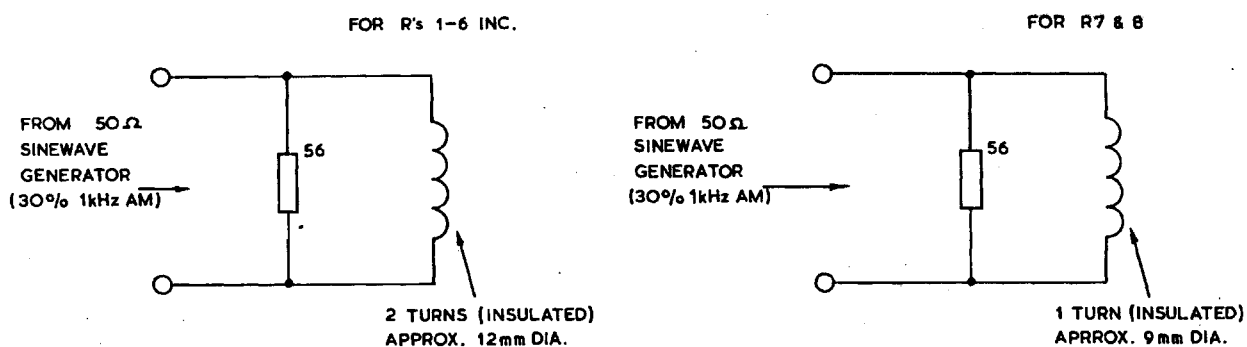 FOR R's 1-6 INC.
FROM 50Ω
SINEWAVE
GENERATOR
(30% 1kHz AM)
56
2 TURNS (INSULATED)
APPROX. 12mm DIA.
FOR R7 & 8
FROM 50Ω
SINEWAVE
GENERATOR
(30% 1kHz AM)
56
1 TURN (INSULATED)
APRROX. 9mm DIA.